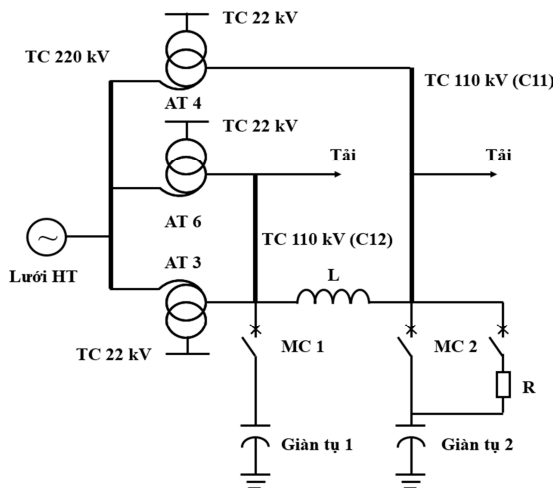 TC 22 kV
TC 220 kV
TC 110 kV (C11)
AT 4
TC 22 kV
Tải
Tải
AT 6
TC 110 kV (C12)
AT 3
Lưới HT
L
TC 22 kV
MC 1
MC 2
R
Giàn tụ 1
Giàn tụ 2